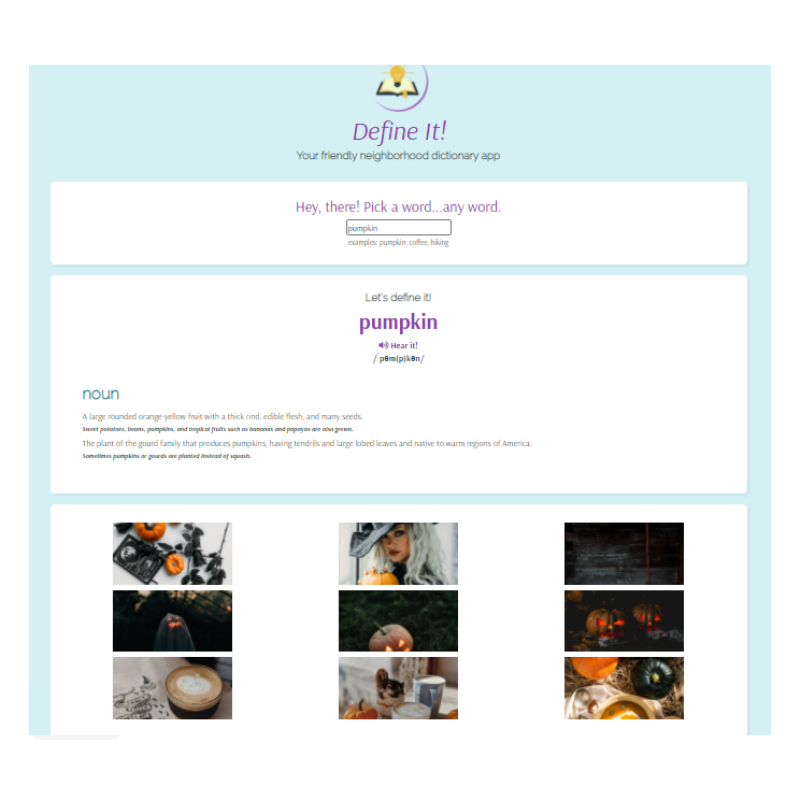 Define It!
Your friendly neighborhood dictionary app
Hey, there! Pick a word...any word.
pumpkin
examples: pumpkin, coffee, hiking
Let's define it!
pumpkin
Hear it!
/ˈpəm(p)kən/
noun
A large rounded orange-yellow fruit with a thick rind, edible flesh, and many seeds.
Sweet potatoes, beans, pumpkins, and tropical fruits such as bananas and papayas are also grown.
The plant of the gourd family that produces pumpkins, having tendrils and large lobed leaves and native to warm regions of America.
Sometimes pumpkins or gourds are planted instead of squash.